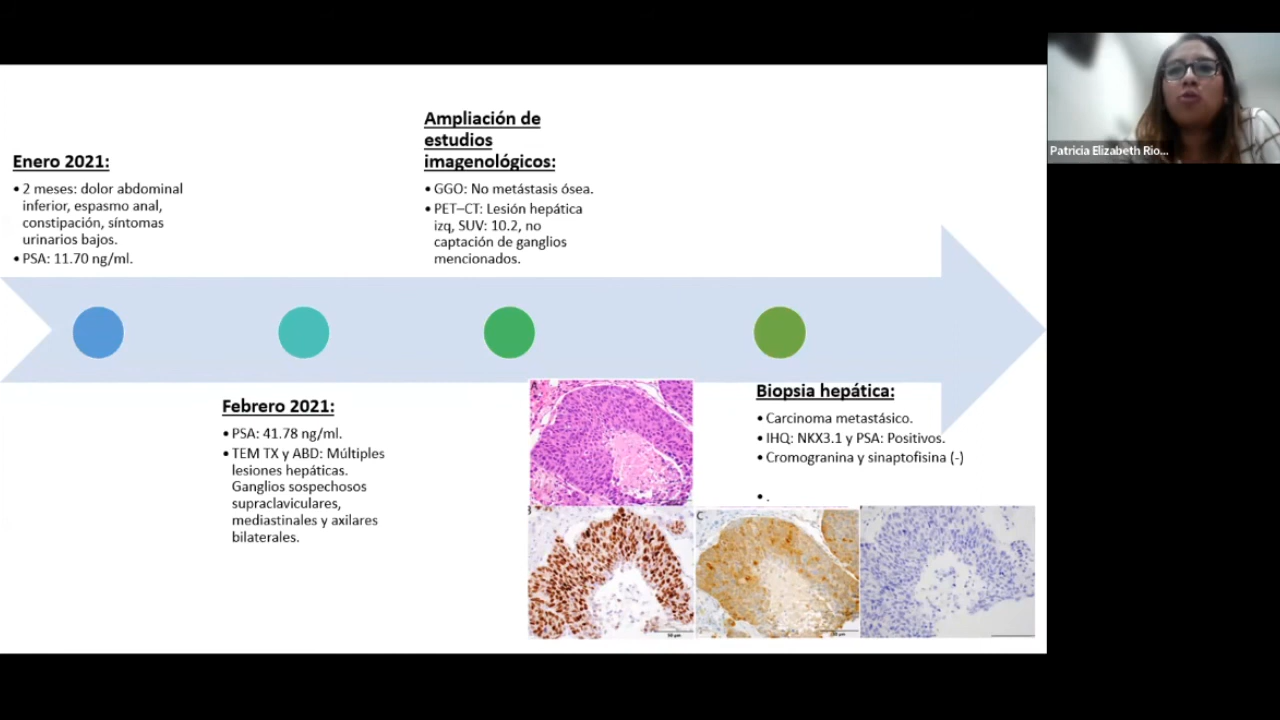 Enero 2021:
• 2 meses: dolor abdominal
inferior, espasmo anal,
constipación, síntomas
urinarios bajos.
• PSA: 11.70 ng/ml.
Febrero 2021:
• PSA: 41.78 ng/ml.
• TEM TX y ABD: Múltiples
lesiones hepáticas.
Ganglios sospechosos
supraclaviculares,
mediastinales y axilares
bilaterales.
Ampliación de
estudios
imagenológicos:
• GGO: No metástasis ósea.
• PET–CT: Lesión hepática
izq, SUV: 10.2, no
captación de ganglios
mencionados.
Biopsia hepática:
• Carcinoma metastásico.
• IHQ: NKX3.1 y PSA: Positivos.
• Cromogranina y sinaptofisina (-)
• .
A
C
Patricia Elizabeth Rio...